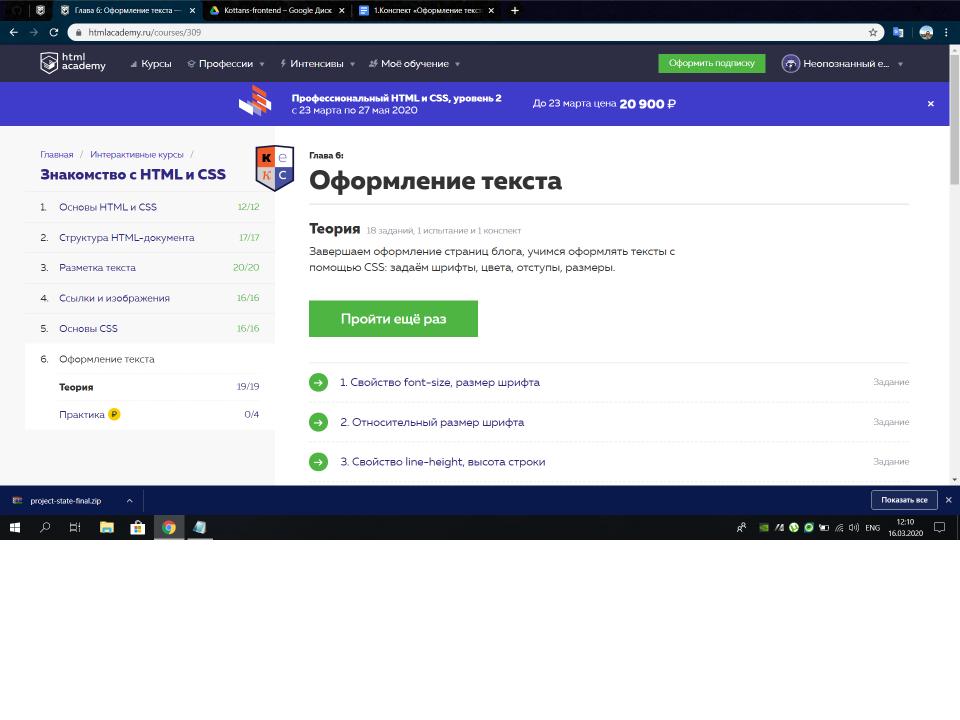 Глава 6: Оформление текста —
Kottans-frontend – Google Диск
1.Конспект «Оформление текст
htmlacademy.ru/courses/309
html academy
Курсы
Профессии
Интенсивы
Моё обучение
Оформить подписку
Неопознанный е...
Профессиональный HTML и CSS, уровень 2
с 23 марта по 27 мая 2020
До 23 марта цена 20 900 ₽
Главная / Интерактивные курсы /
Знакомство с HTML и CSS
1. Основы HTML и CSS 12/12
2. Структура HTML-документа 17/17
3. Разметка текста 20/20
4. Ссылки и изображения 16/16
5. Основы CSS 16/16
6. Оформление текста
Теория 19/19
Практика ₽ 0/4
К е
К С
Глава 6:
Оформление текста
Теория 18 заданий, 1 испытание и 1 конспект
Завершаем оформление страниц блога, учимся оформлять тексты с
помощью CSS: задаём шрифты, цвета, отступы, размеры.
Пройти ещё раз
1. Свойство font-size, размер шрифта Задание
2. Относительный размер шрифта Задание
3. Свойство line-height, высота строки Задание
project-state-final.zip
Показать все
ENG
12:10
16.03.2020